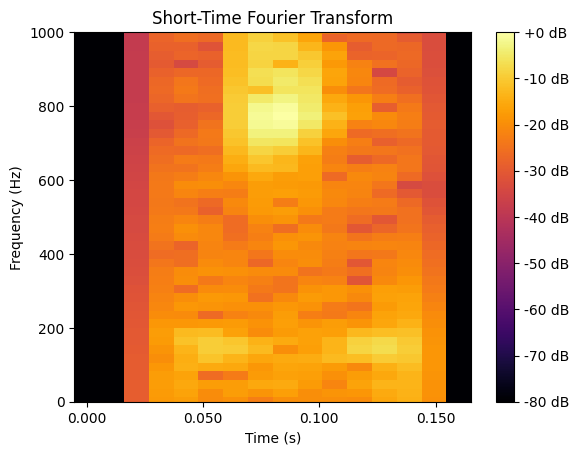 Short-Time Fourier Transform
1000
800
600
400
200
0
Frequency (Hz)
0.000
0.050
0.100
0.150
Time (s)
+0 dB
-10 dB
-20 dB
-30 dB
-40 dB
-50 dB
-60 dB
-70 dB
-80 dB